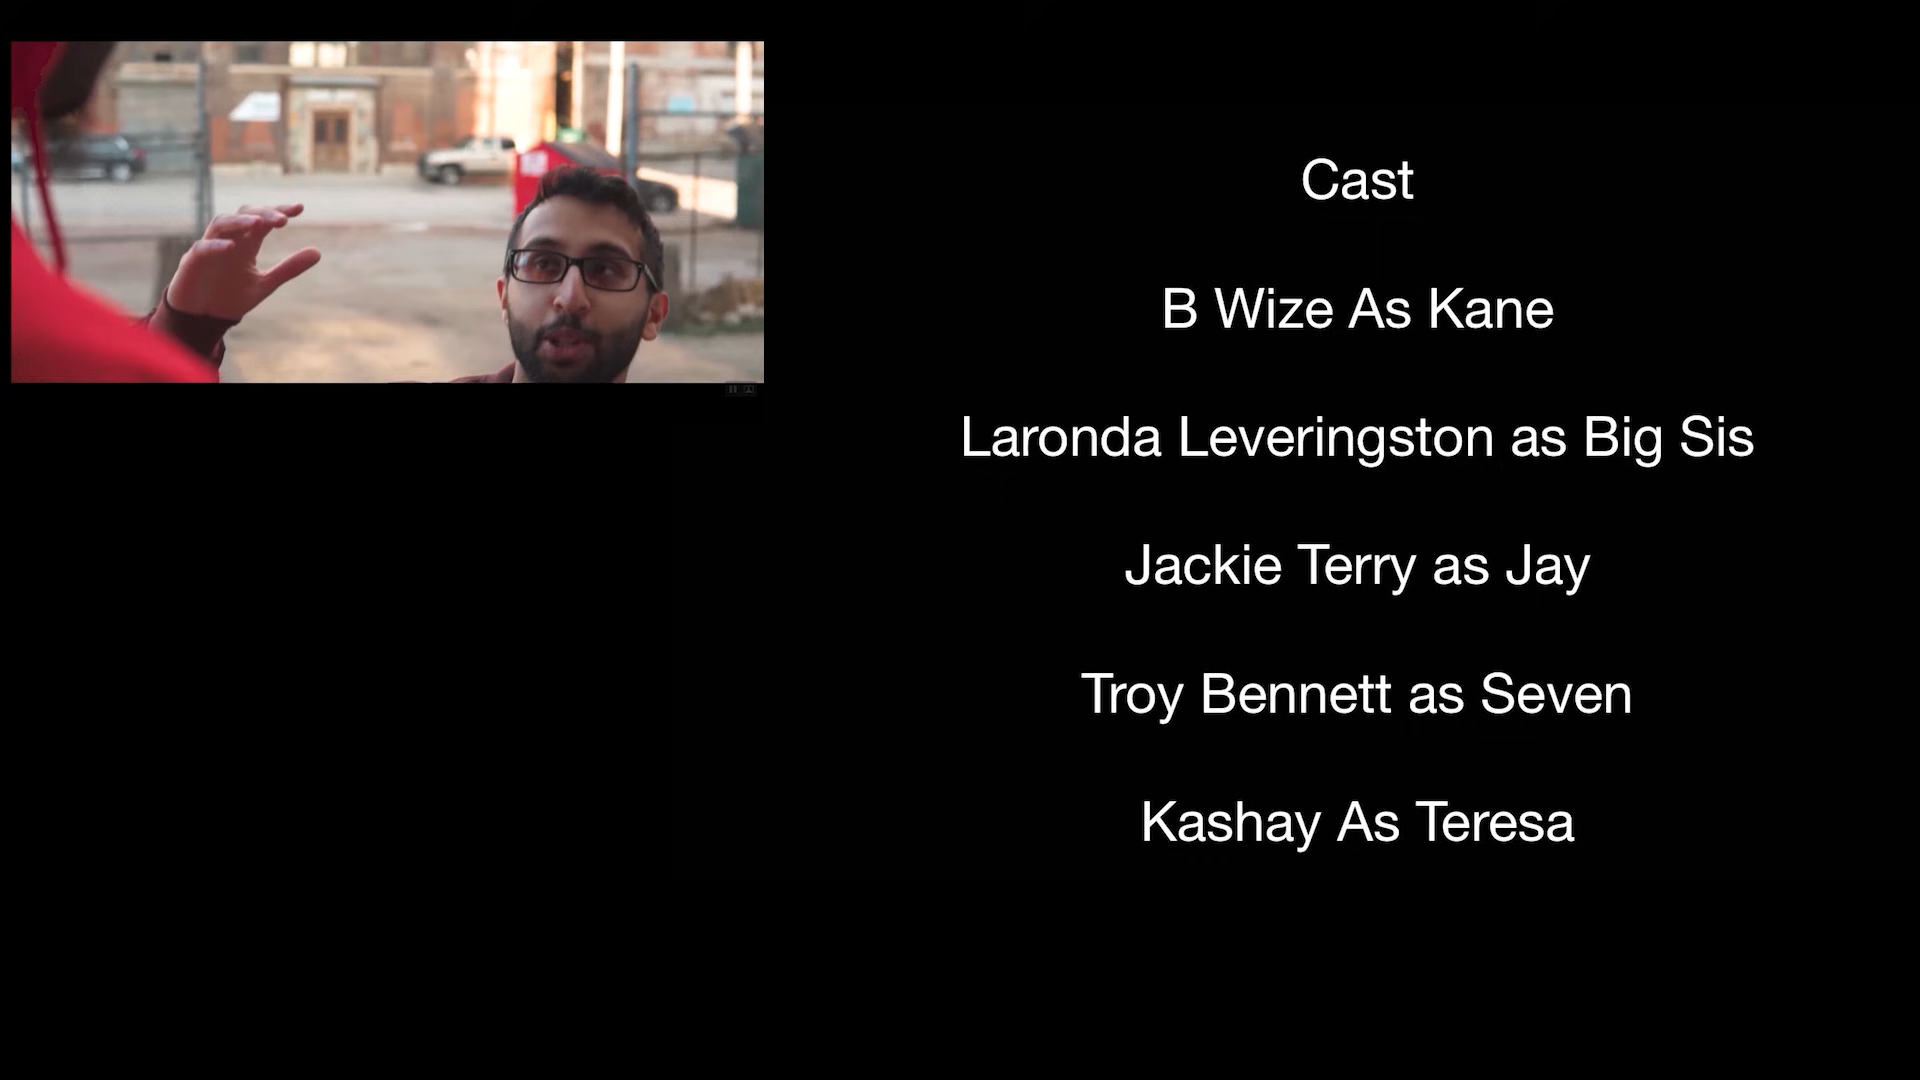 Cast
B Wize As Kane
Laronda Leveringston as Big Sis
Jackie Terry as Jay
Troy Bennett as Seven
Kashay As Teresa